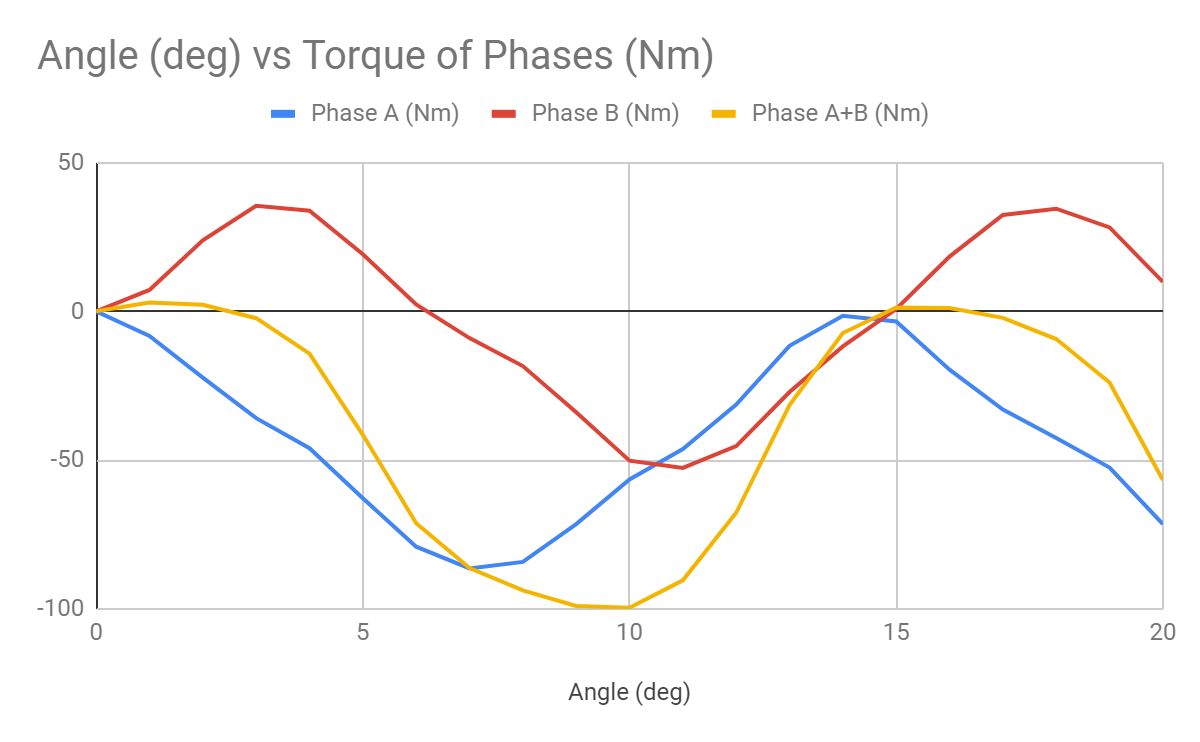 Angle (deg) vs Torque of Phases (Nm)
Phase A (Nm) Phase B (Nm) Phase A+B (Nm)
50
0
-50
-100
0 5 10 15 20
Angle (deg)